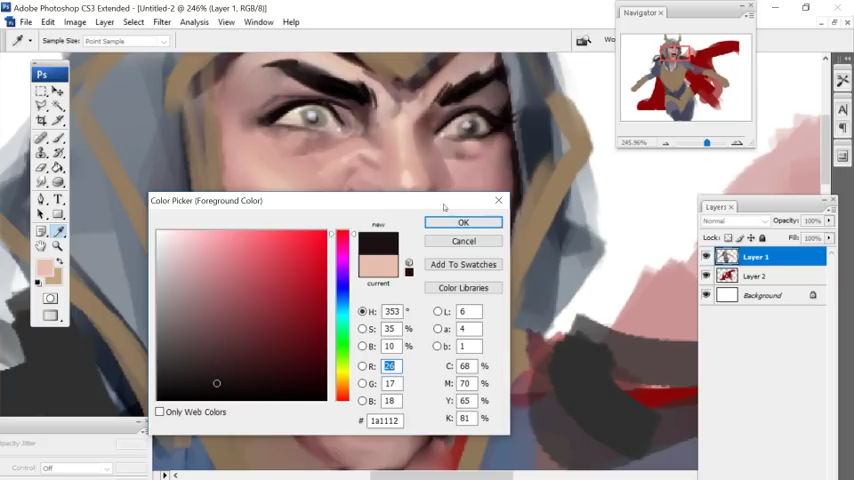 Adobe Photoshop CS3 Extended - [Untitled-2 @ 246% (Layer 1, RGB/8)]
File Edit Image Layer Select Filter Analysis View Window Help
Sample Size: Point Sample
Navigator ×
245.96%
Ps
Color Picker (Foreground Color)
new
current
OK
Cancel
Add To Swatches
Color Libraries
H: 353 °
S: 35 %
B: 10 %
R: 26
G: 17
B: 18
L: 6
a: 4
b: 1
C: 68 %
M: 70 %
Y: 65 %
K: 81 %
# 1a1112
Only Web Colors
Layers ×
Normal Opacity: 100%
Lock: Fill: 100%
Layer 1
Layer 2
Background
Opacity Jitter
Control: Off